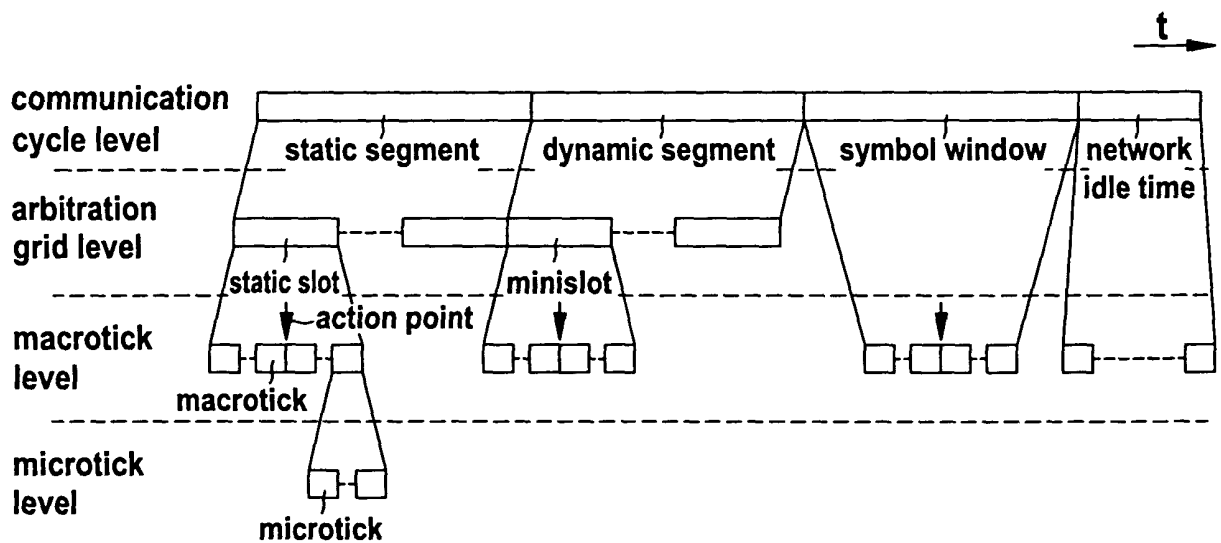 t
communication
cycle level
static segment
dynamic segment
symbol window
network
idle time
arbitration
grid level
static slot
minislot
action point
macrotick
level
macrotick
microtick
level
microtick